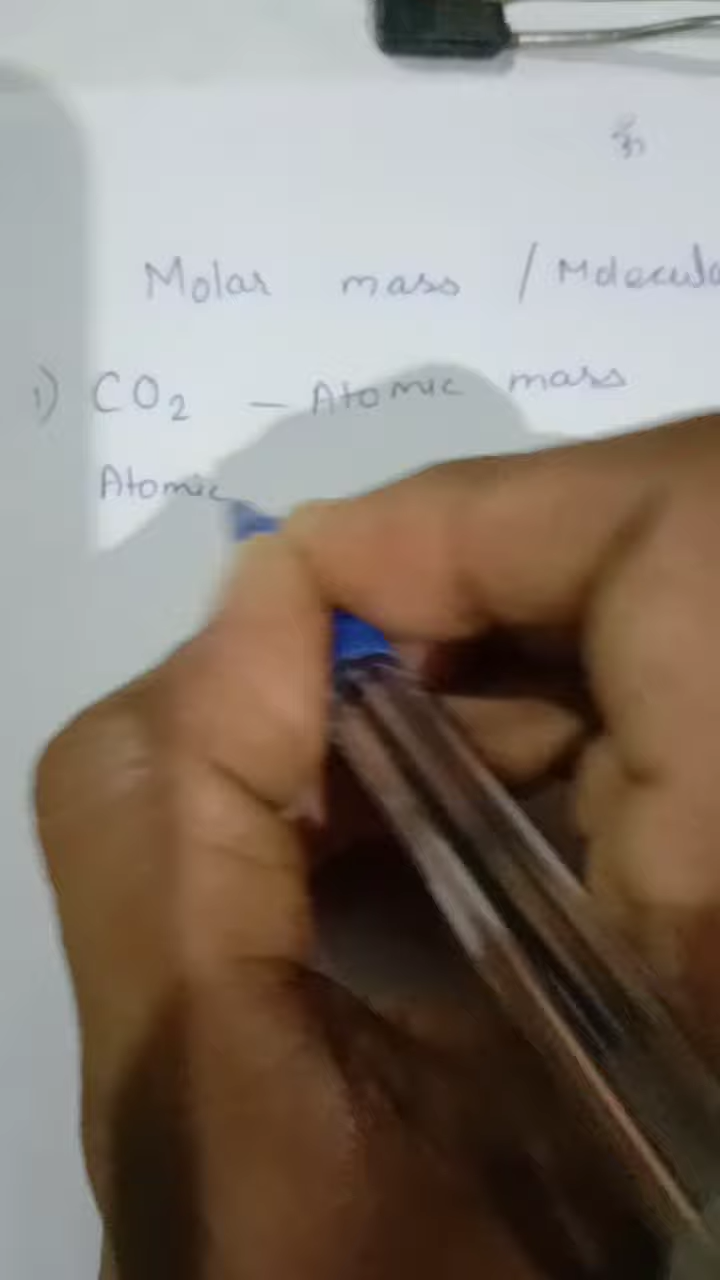 ॐ
Molar mass / Molecula
1) CO₂ - Atomic mass
Atomic